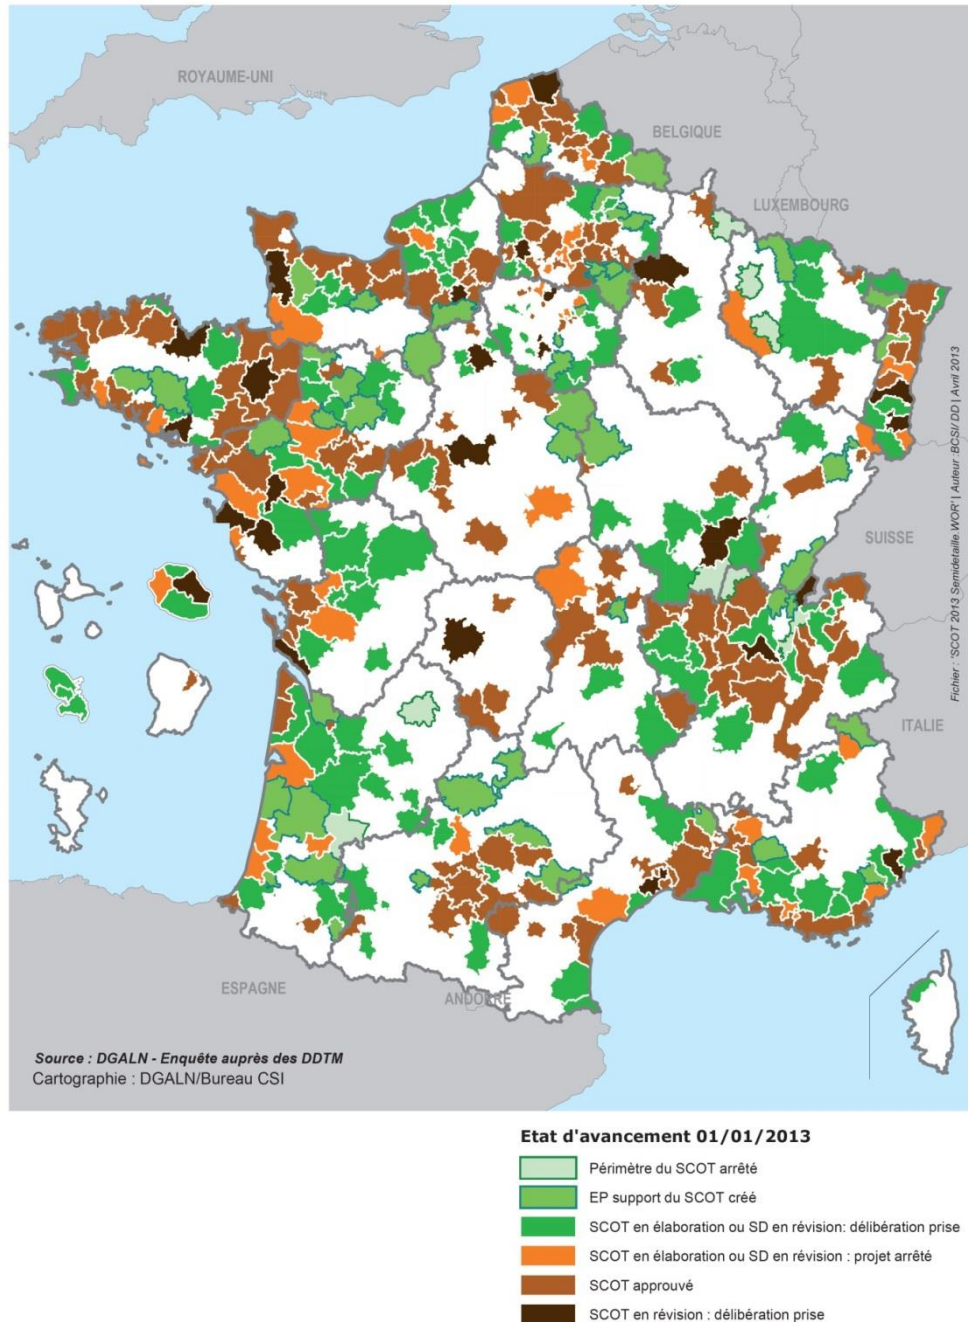 ROYAUME-UNI
BELGIQUE
LUXEMBOURG
SUISSE
ITALIE
ESPAGNE
ANDORRE
Fichier : 'SCOT 2013 Semidetaille.WOR' | Auteur :BCSI/ DD | Avril 2013
Source : DGALN - Enquête auprès des DDTM
Cartographie : DGALN/Bureau CSI
Etat d'avancement 01/01/2013
Périmètre du SCOT arrêté
EP support du SCOT créé
SCOT en élaboration ou SD en révision: délibération prise
SCOT en élaboration ou SD en révision : projet arrêté
SCOT approuvé
SCOT en révision : délibération prise